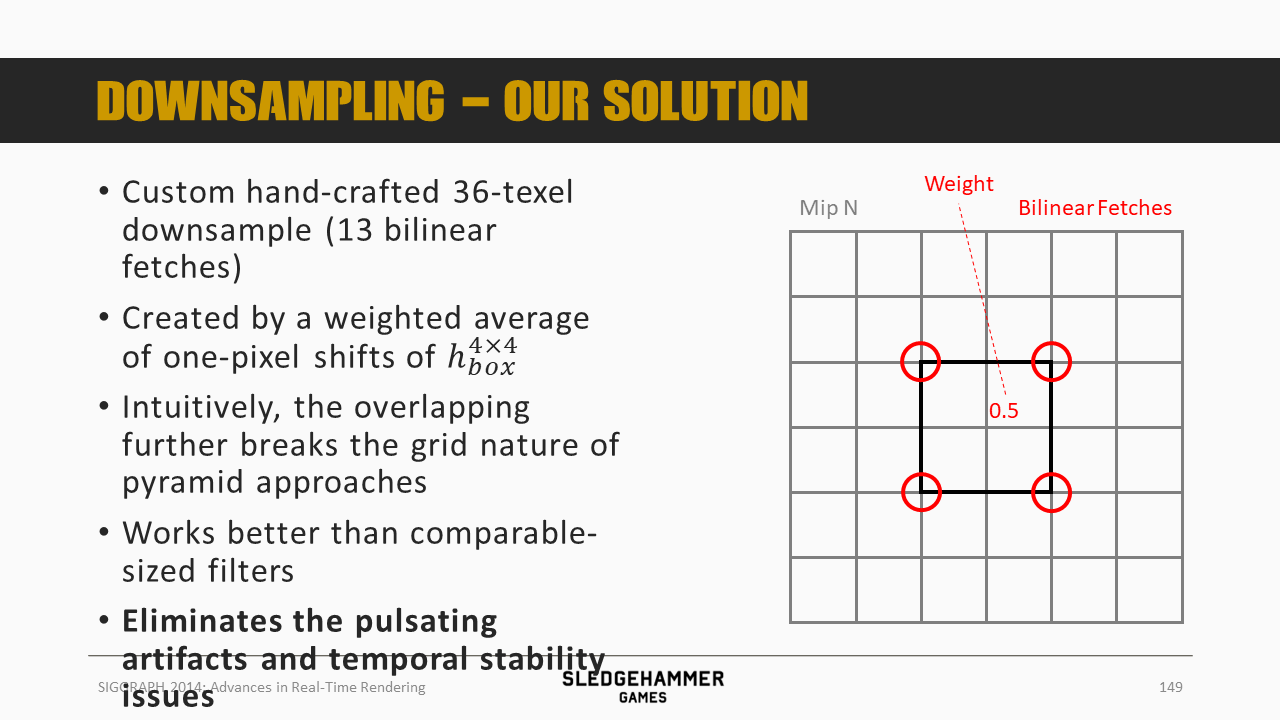 DOWNSAMPLING – OUR SOLUTION
• Custom hand-crafted 36-texel
downsample (13 bilinear
fetches)
• Created by a weighted average
of one-pixel shifts of ℎ𝑏𝑜𝑥4×4
• Intuitively, the overlapping
further breaks the grid nature of
pyramid approaches
• Works better than comparable-
sized filters
• Eliminates the pulsating
artifacts and temporal stability
issues
Weight
Mip N
Bilinear Fetches
0.5
SIGGRAPH 2014: Advances in Real-Time Rendering
SLEDGEHAMMER
GAMES
149